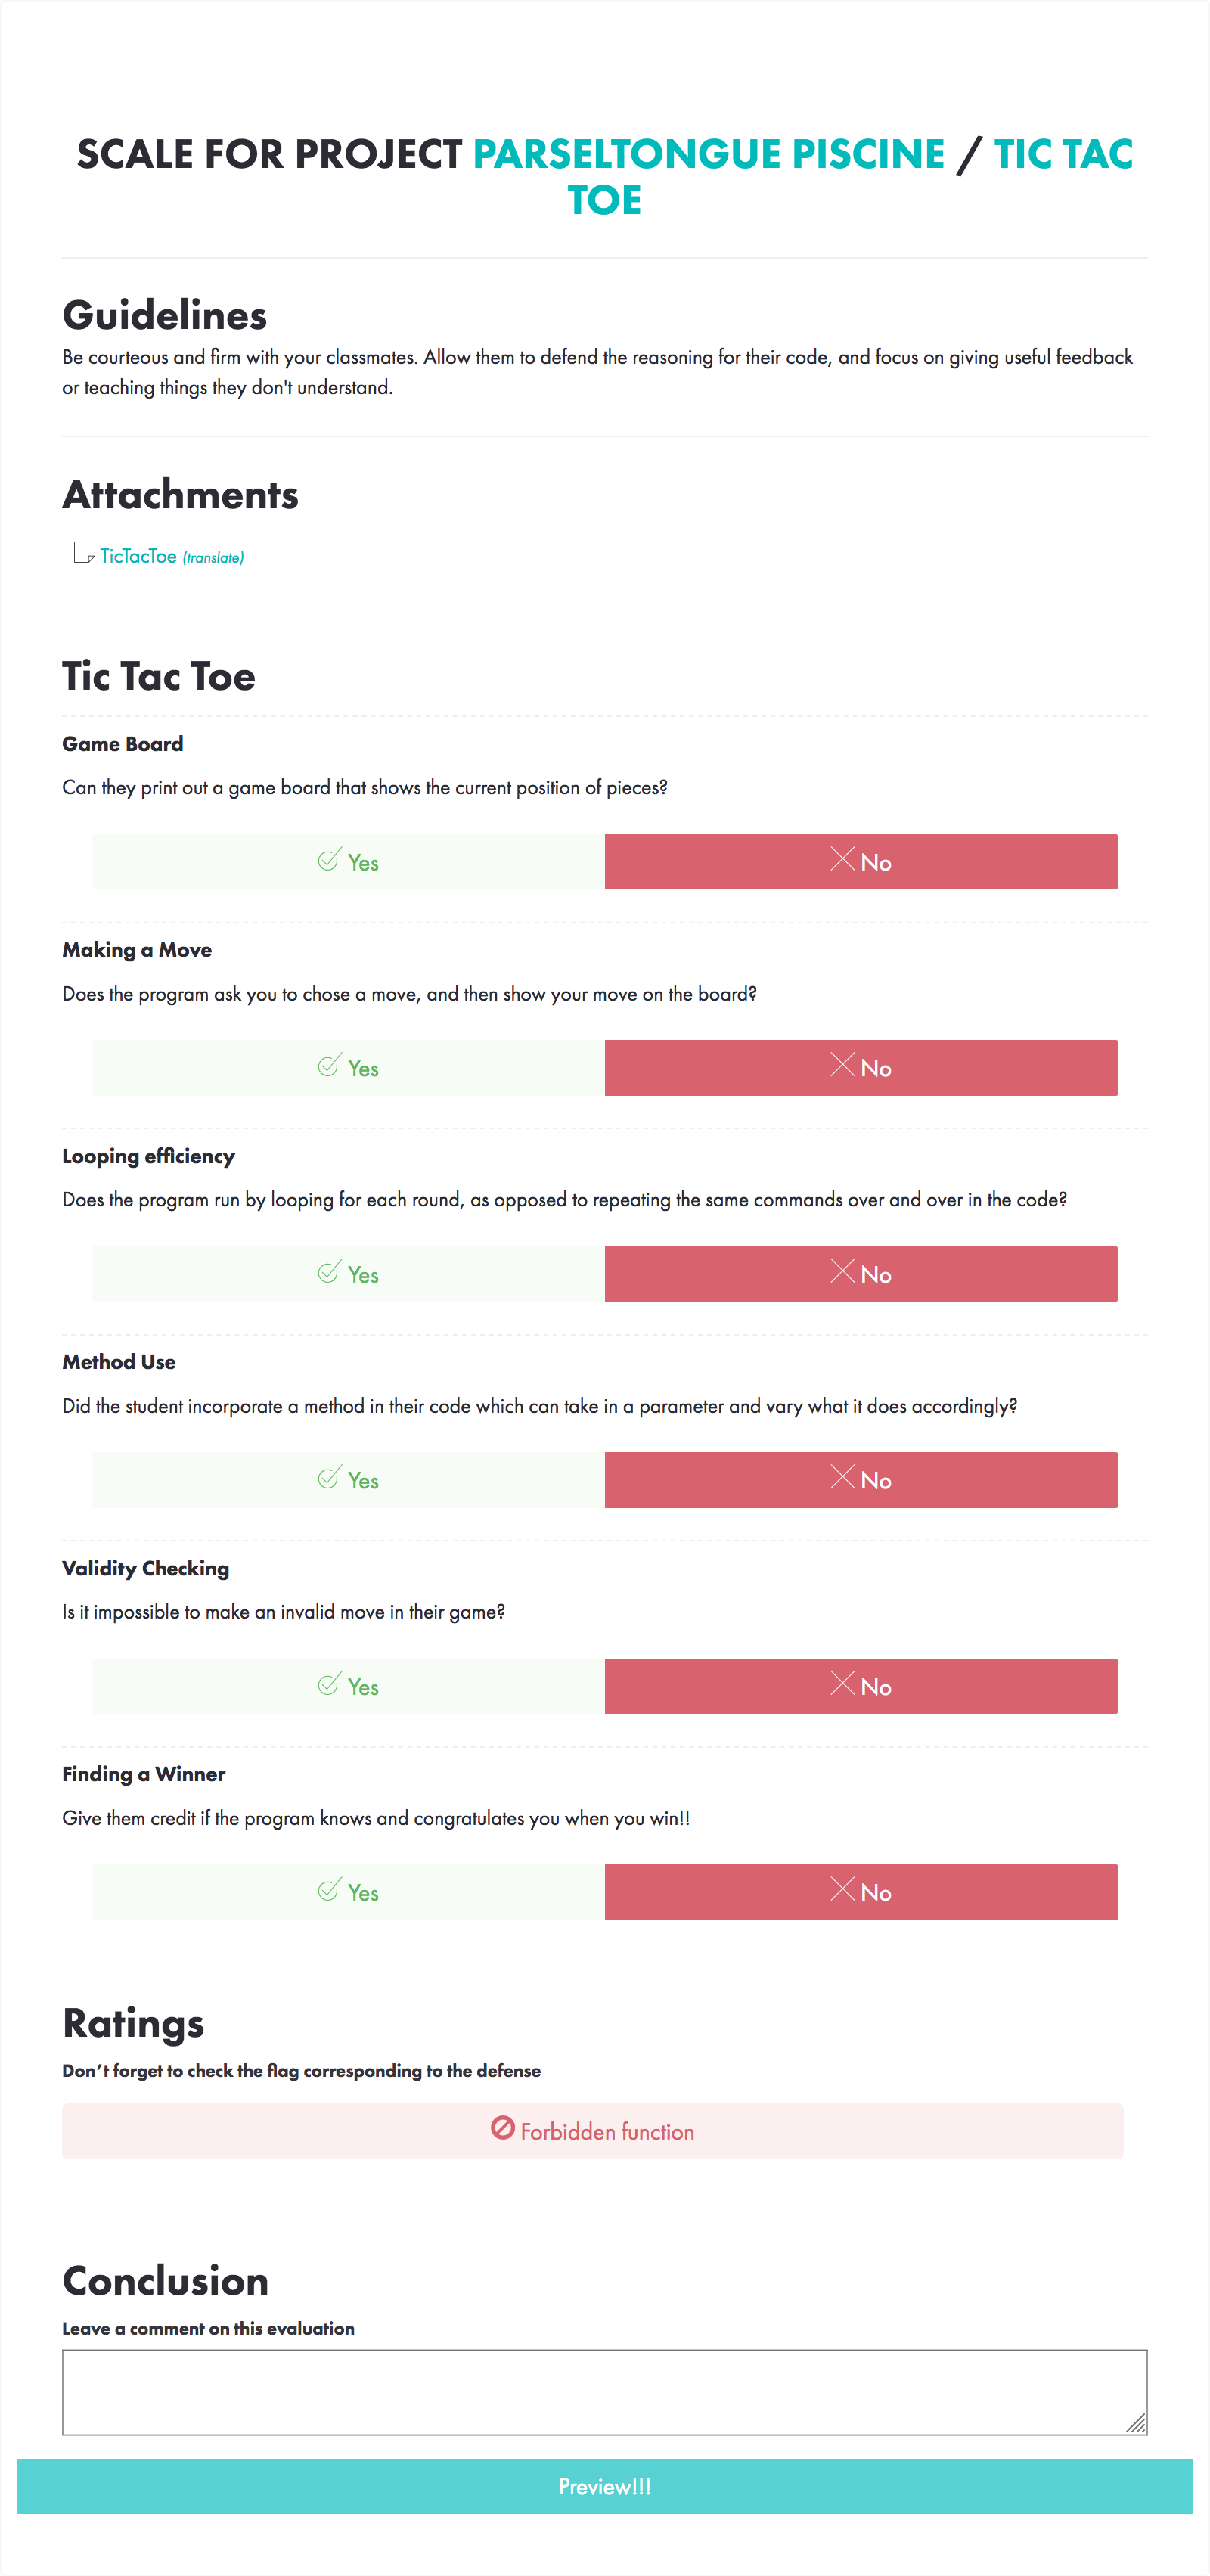 SCALE FOR PROJECT PARSELTONGUE PISCINE / TIC TAC
TOE
Guidelines
Be courteous and firm with your classmates. Allow them to defend the reasoning for their code, and focus on giving useful feedback
or teaching things they don't understand.
Attachments
TicTacToe (translate)
Tic Tac Toe
Game Board
Can they print out a game board that shows the current position of pieces?
Yes No
Making a Move
Does the program ask you to chose a move, and then show your move on the board?
Yes No
Looping efficiency
Does the program run by looping for each round, as opposed to repeating the same commands over and over in the code?
Yes No
Method Use
Did the student incorporate a method in their code which can take in a parameter and vary what it does accordingly?
Yes No
Validity Checking
Is it impossible to make an invalid move in their game?
Yes No
Finding a Winner
Give them credit if the program knows and congratulates you when you win!!
Yes No
Ratings
Don’t forget to check the flag corresponding to the defense
Forbidden function
Conclusion
Leave a comment on this evaluation
Preview!!!